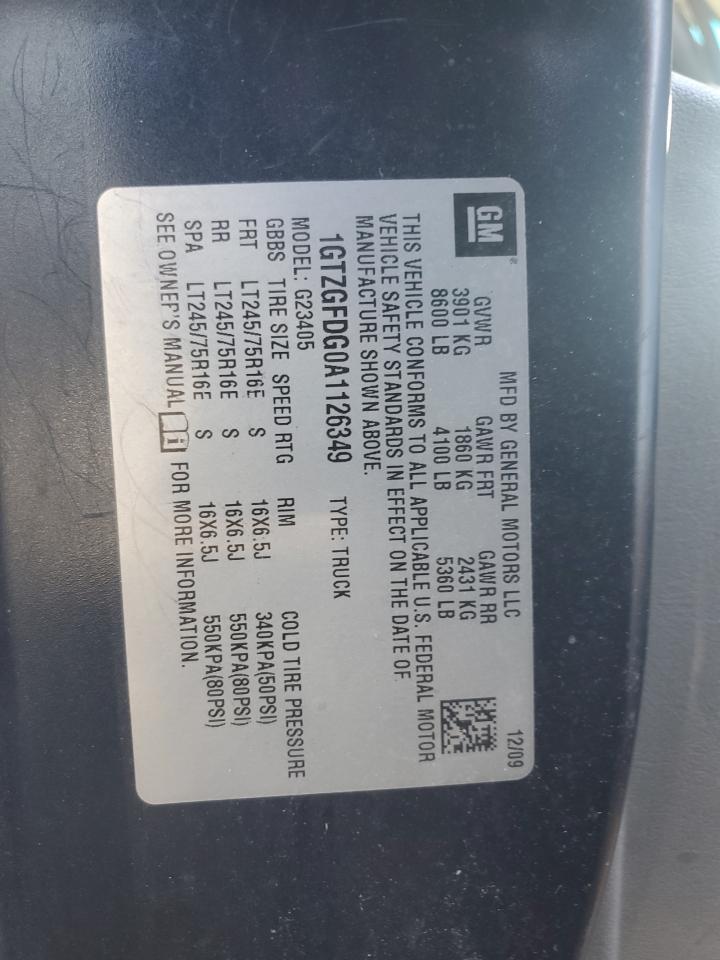 GM
MFD BY GENERAL MOTORS LLC 12/09
GVWR GAWR FRT GAWR RR
3901 KG 1860 KG 2431 KG
8600 LB 4100 LB 5360 LB
THIS VEHICLE CONFORMS TO ALL APPLICABLE U.S. FEDERAL MOTOR
VEHICLE SAFETY STANDARDS IN EFFECT ON THE DATE OF
MANUFACTURE SHOWN ABOVE.
1GTZGFDG0A1126349 TYPE: TRUCK
MODEL: G23405
GBBS TIRE SIZE SPEED RTG RIM COLD TIRE PRESSURE
FRT LT245/75R16E S 16X6.5J 340KPA(50PSI)
RR LT245/75R16E S 16X6.5J 550KPA(80PSI)
SPA LT245/75R16E S 16X6.5J 550KPA(80PSI)
SEE OWNER'S MANUAL i FOR MORE INFORMATION.